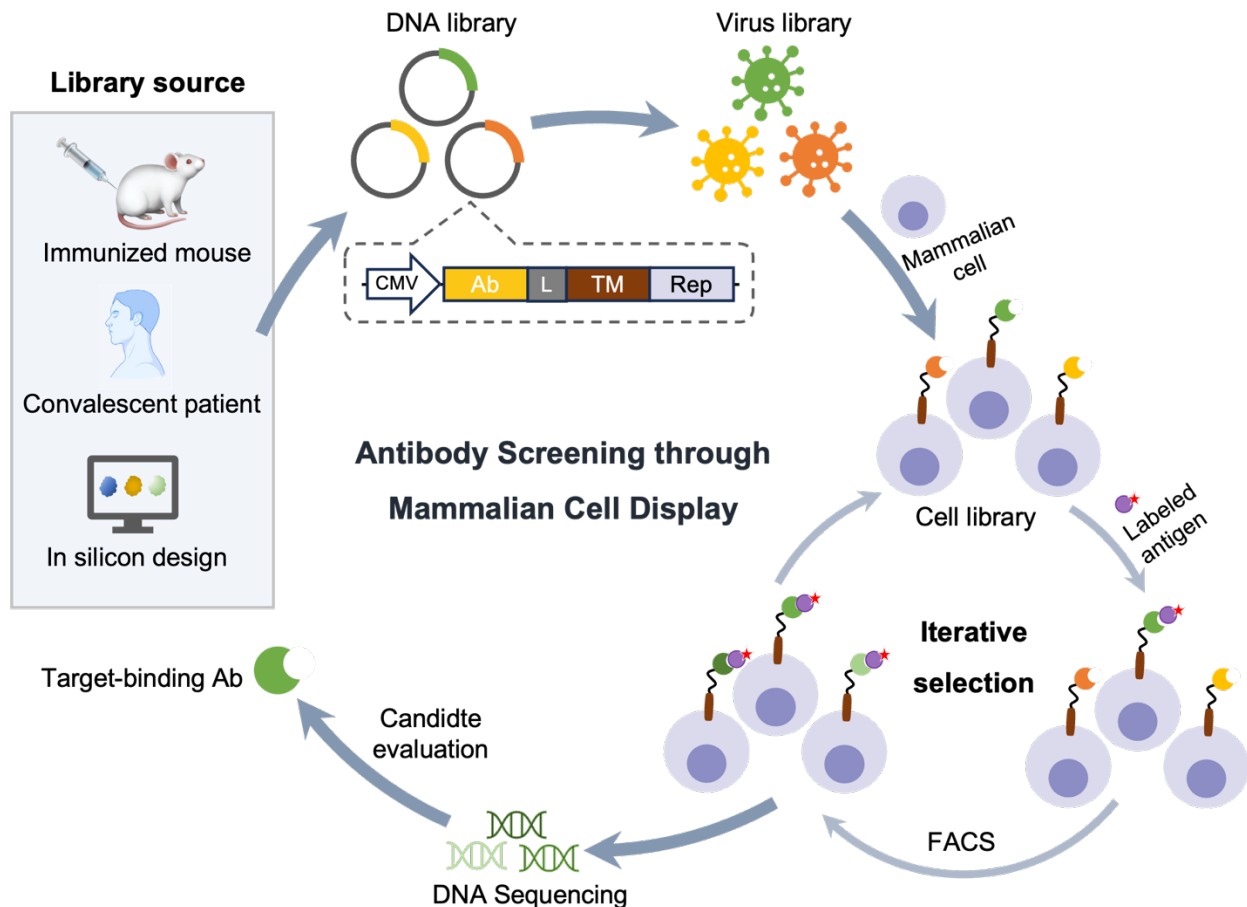 Library source
Immunized mouse
Convalescent patient
In silicon design
DNA library
Virus library
CMV
Ab
L
TM
Rep
Mammalian
cell
Antibody Screening through
Mammalian Cell Display
Cell library
Labeled
antigen
Iterative
selection
FACS
DNA Sequencing
Candidte
evaluation
Target-binding Ab